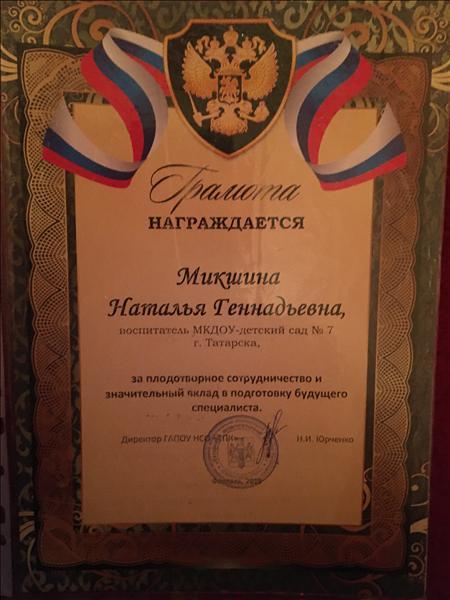 Грамота
НАГРАЖДАЕТСЯ
Микшина
Наталья Геннадьевна,
воспитатель МКДОУ-детский сад № 7
г. Татарска,
за плодотворное сотрудничество и
значительный вклад в подготовку будущего
специалиста.
Директор ГАПОУ НСО Н.И. Юрченко
Февраль,